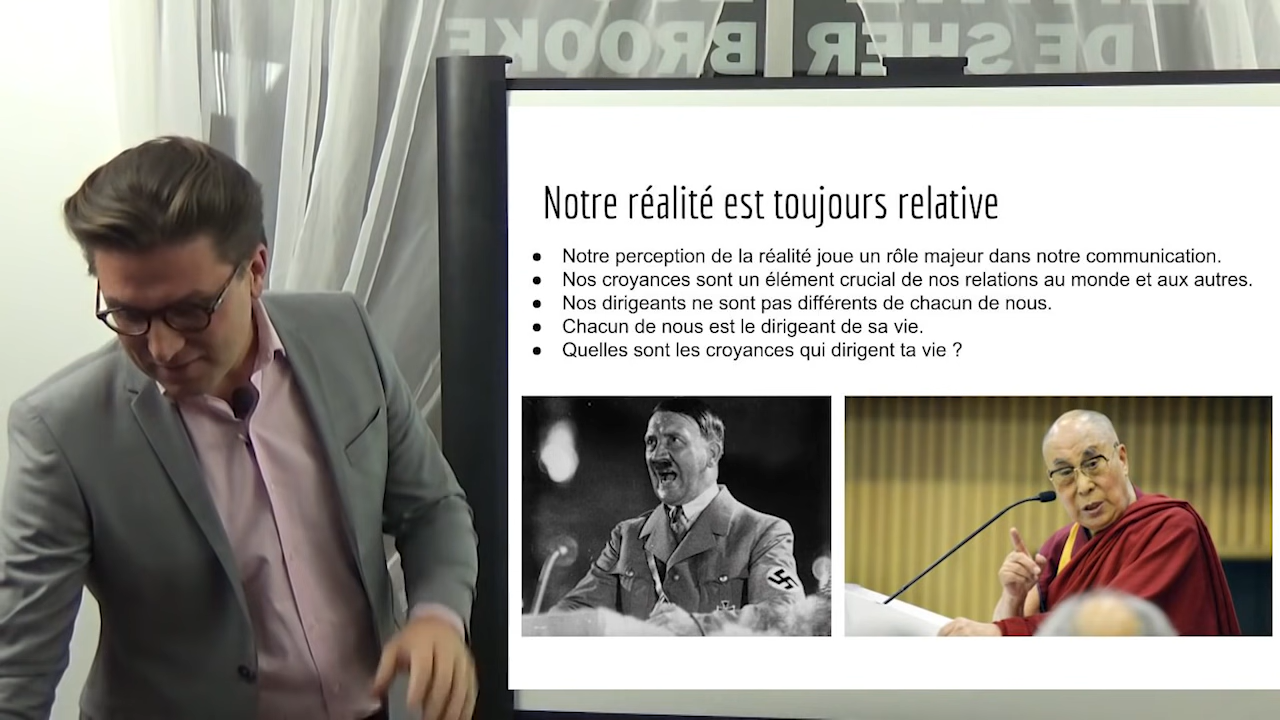 DE SHERBROOKE
Notre réalité est toujours relative
● Notre perception de la réalité joue un rôle majeur dans notre communication.
● Nos croyances sont un élément crucial de nos relations au monde et aux autres.
● Nos dirigeants ne sont pas différents de chacun de nous.
● Chacun de nous est le dirigeant de sa vie.
● Quelles sont les croyances qui dirigent ta vie ?